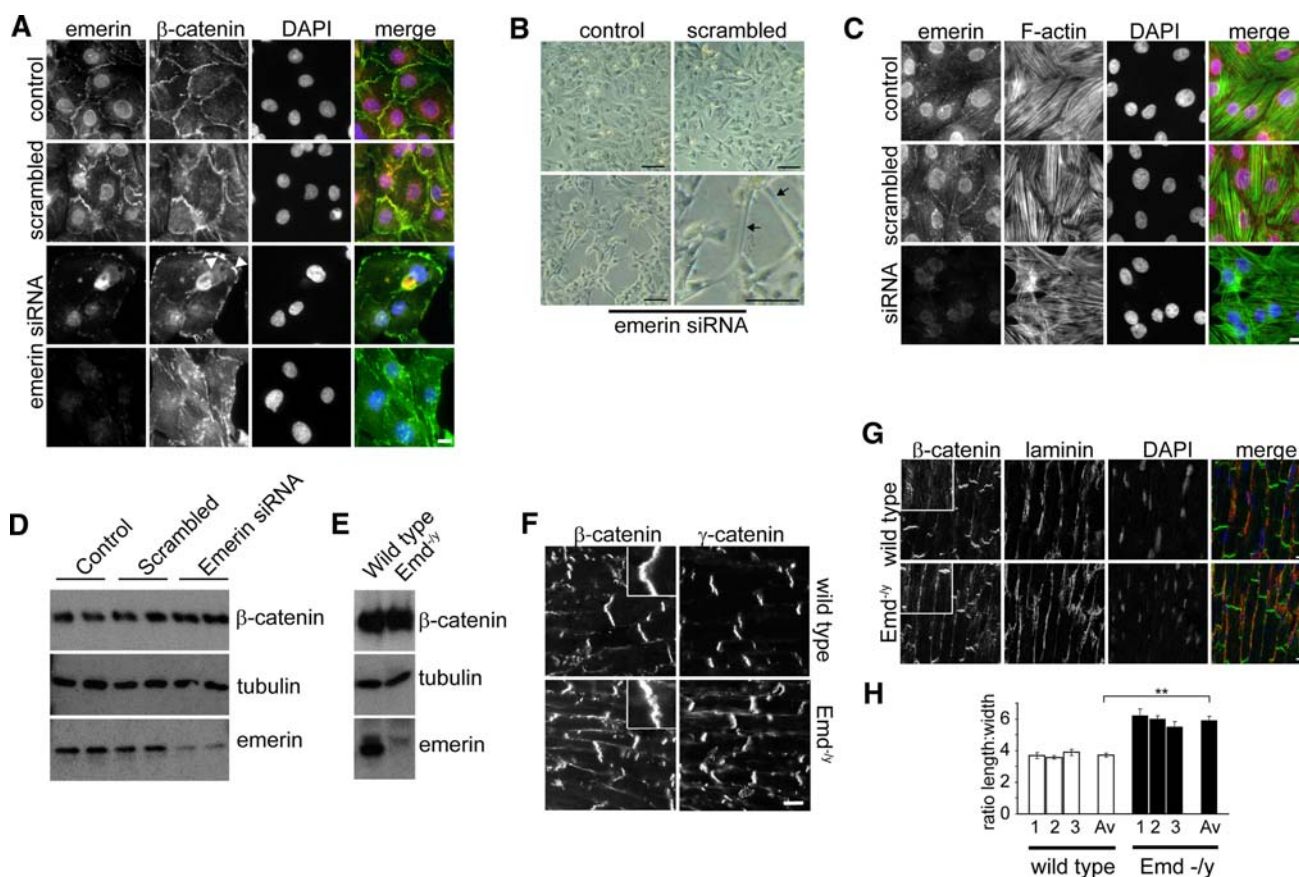 A
emerin β-catenin DAPI merge
control
scrambled
emerin siRNA
B
control scrambled
emerin siRNA
C
emerin F-actin DAPI merge
control
scrambled
siRNA
D
Control Scrambled Emerin siRNA
β-catenin
tubulin
emerin
E
Wild type Emd-/y
β-catenin
tubulin
emerin
F
β-catenin γ-catenin
wild type
Emd-/y
G
β-catenin laminin DAPI merge
wild type
Emd-/y
H
**
ratio length:width
6
4
2
0
1 2 3 Av 1 2 3 Av
wild type Emd -/y